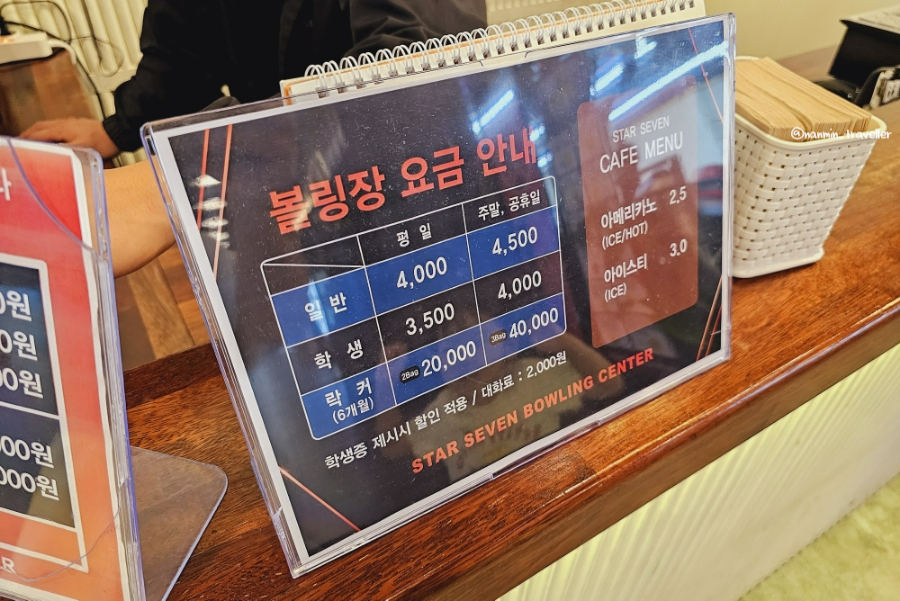 볼링장 요금 안내
평 일
주말, 공휴일
일 반
4,000
4,500
학 생
3,500
4,000
락 커
(6개월)
2Bag 20,000
3Bag 40,000
학생증 제시시 할인 적용 / 대화료 : 2,000원
STAR SEVEN BOWLING CENTER
STAR SEVEN
CAFE MENU
아메리카노 2.5
(ICE/HOT)
아이스티 3.0
(ICE)
@nanmin_traveller